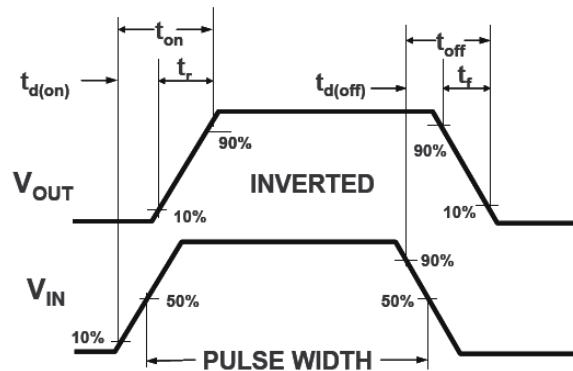 t_on
t_off
t_d(on)
t_r
t_d(off)
t_f
90%
90%
V_OUT
INVERTED
10%
10%
V_IN
90%
50%
50%
10%
PULSE WIDTH